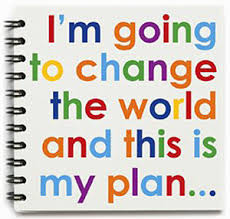 I'm going
to change
the world
and this is
my plan...